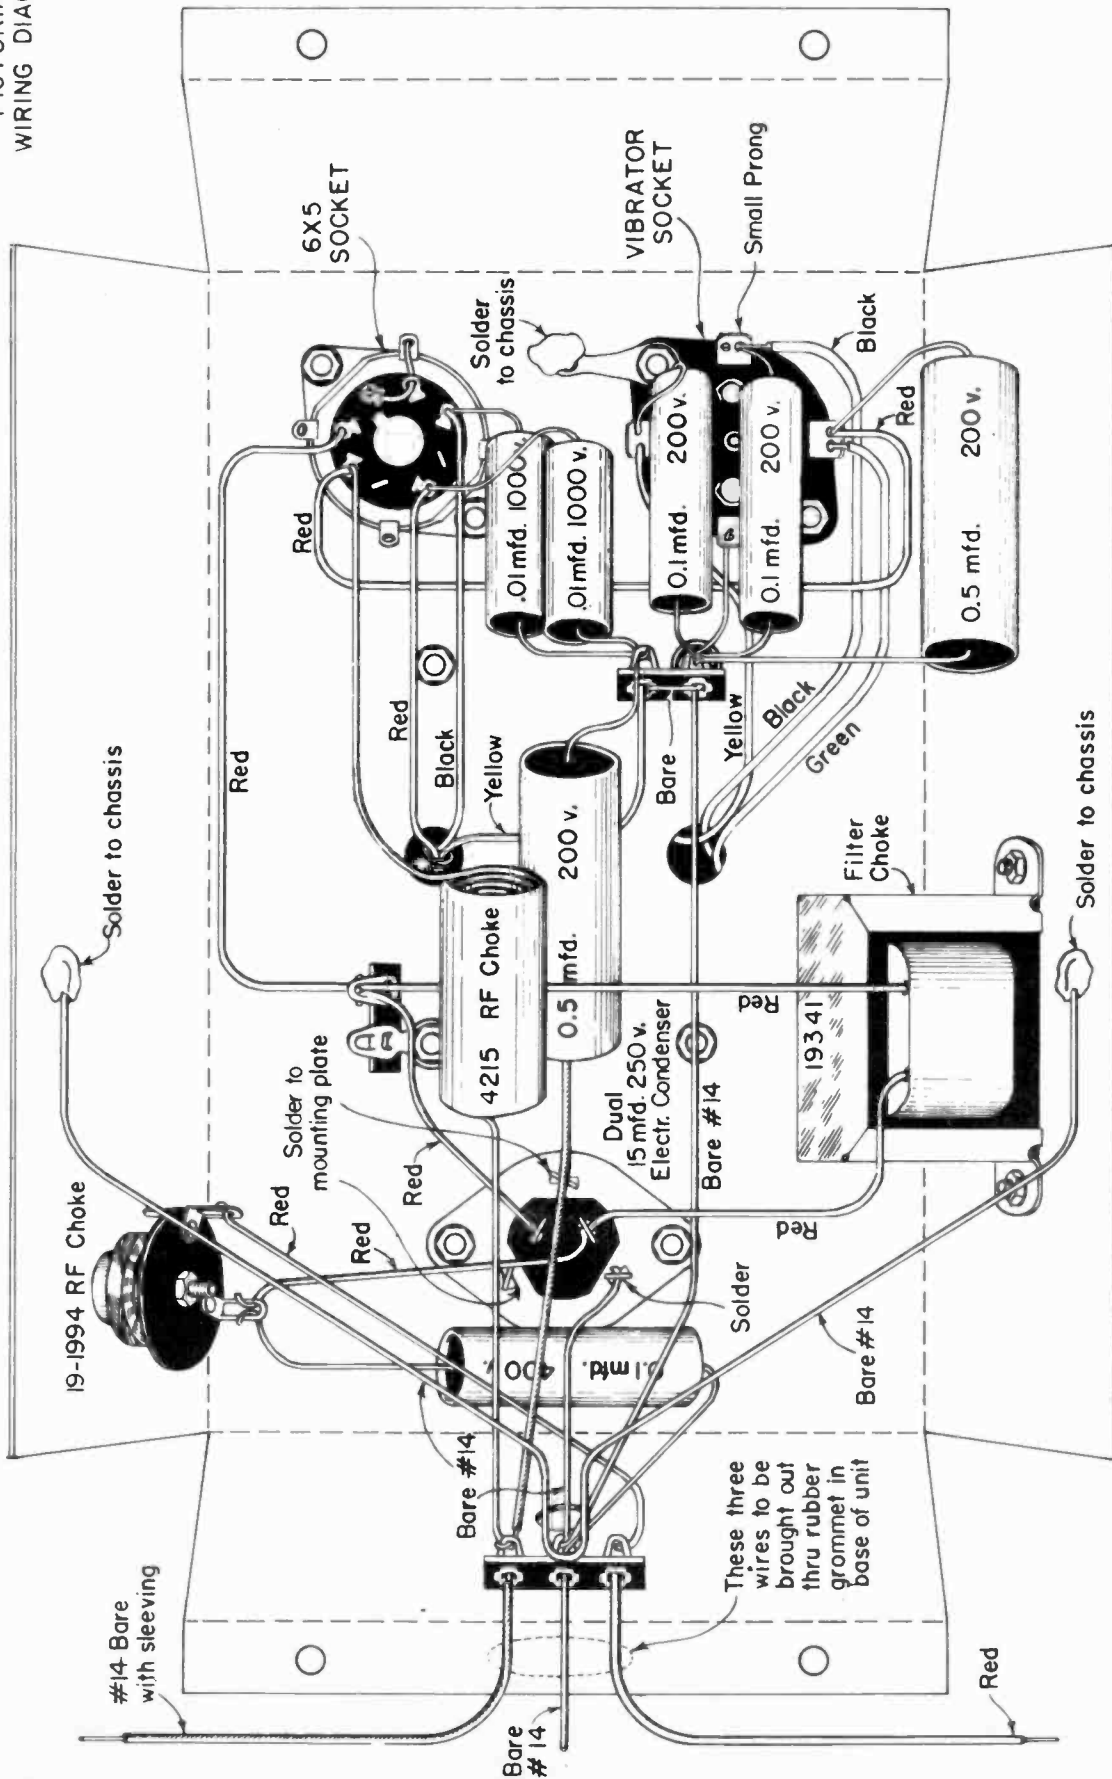 WIRING DIAG
6X5
SOCKET
VIBRATOR
SOCKET
Small Prong
Solder
to chassis
Black
Red
Red
.01 mfd. 1000
.01 mfd. 1000 v.
0.1 mfd. 200 v.
0.1 mfd. 200 v.
0.5 mfd. 200 v.
Solder to chassis
Red
Red
Black
Yellow
Bare
Yellow
Black
Green
4215 RF Choke
0.5 mfd. 200 v.
Filter
Choke
19341
Solder to chassis
Red
Solder to
mounting plate
Dual
15 mfd. 250 v.
Electr. Condenser
Bare #14
Red
Red
19-1994 RF Choke
Red
Red
Solder
0.1 mfd. 400 v.
Bare #14
Bare #14
Bare #14
These three
wires to be
brought out
thru rubber
grommet in
base of unit
#14 Bare
with sleeving
Bare
#14
Red